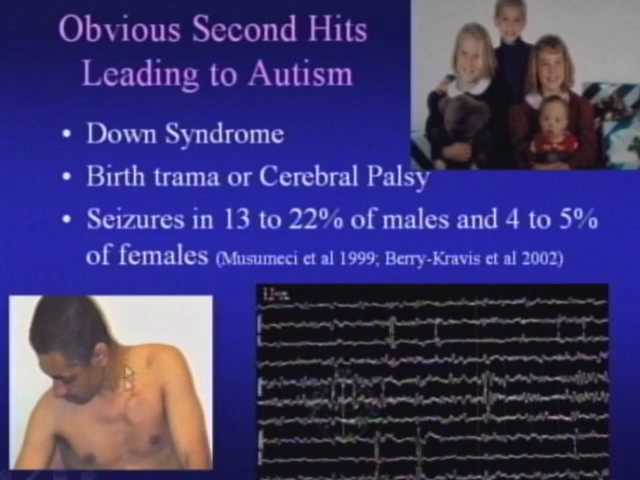 Obvious Second Hits
Leading to Autism
• Down Syndrome
• Birth trama or Cerebral Palsy
• Seizures in 13 to 22% of males and 4 to 5%
of females (Musumeci et al 1999; Berry-Kravis et al 2002)